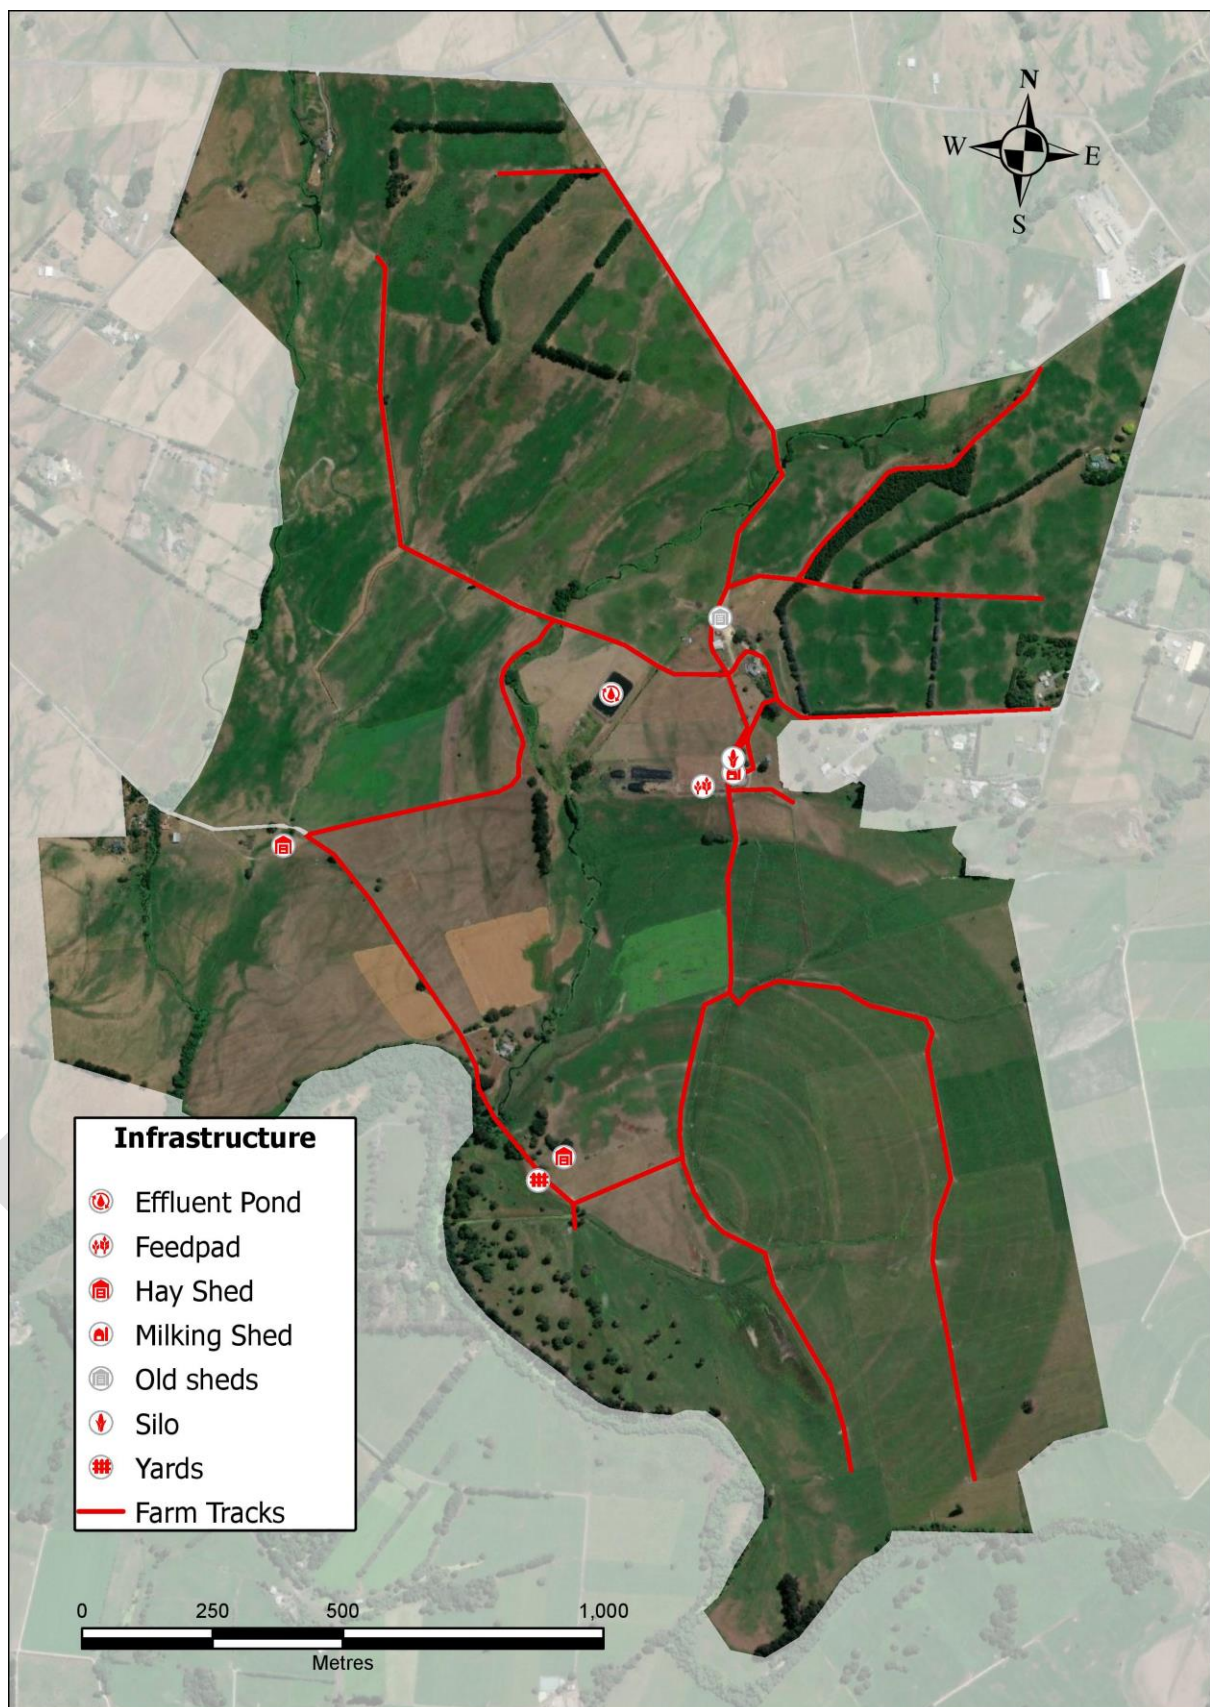 N
W E
S
Infrastructure
Effluent Pond
Feedpad
Hay Shed
Milking Shed
Old sheds
Silo
Yards
Farm Tracks
0 250 500 1,000
Metres